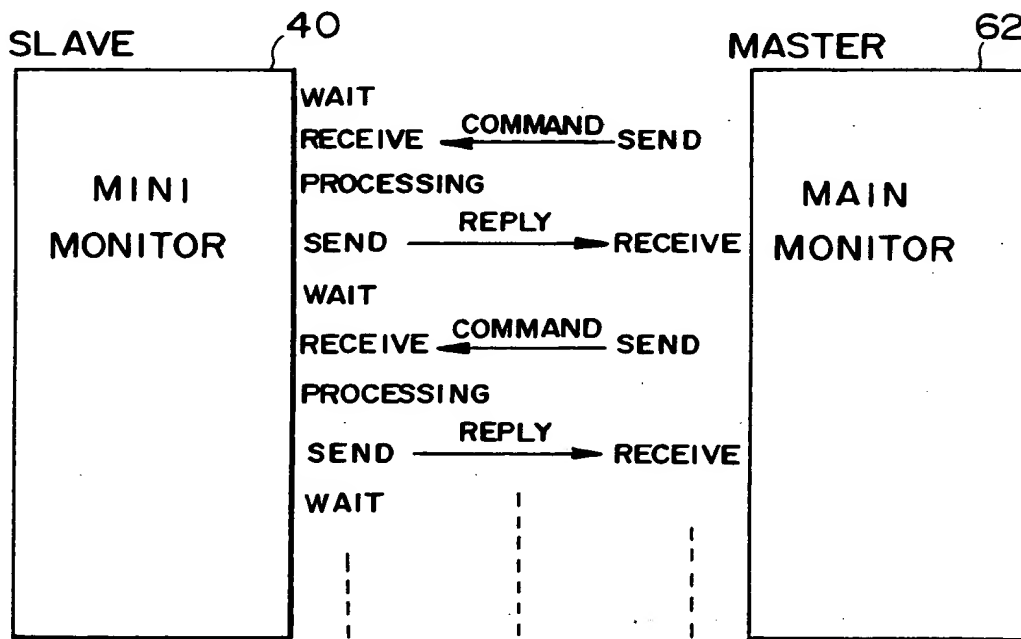 SLAVE 40 MASTER 62
MINI
MONITOR
WAIT
RECEIVE COMMAND SEND
PROCESSING
SEND REPLY RECEIVE
WAIT
RECEIVE COMMAND SEND
PROCESSING
SEND REPLY RECEIVE
WAIT
MAIN
MONITOR